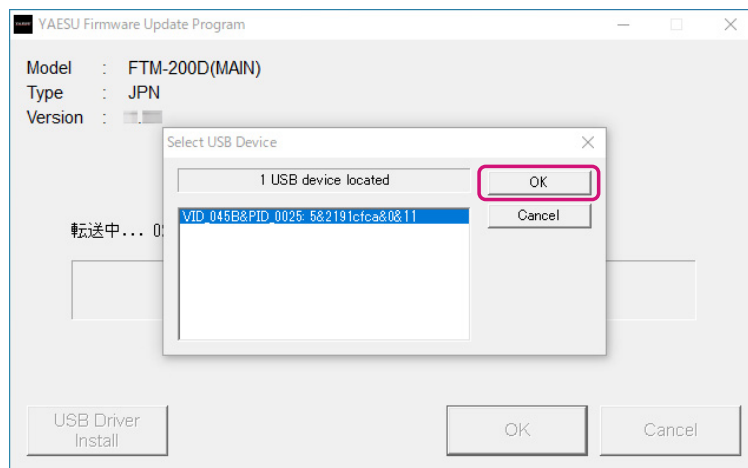 YAESU Firmware Update Program
Model : FTM-200D(MAIN)
Type : JPN
Version :
Select USB Device
1 USB device located
OK
VID_045B&PID_0025: 5&2191cfca&0&11
Cancel
転送中...
USB Driver
Install
OK
Cancel